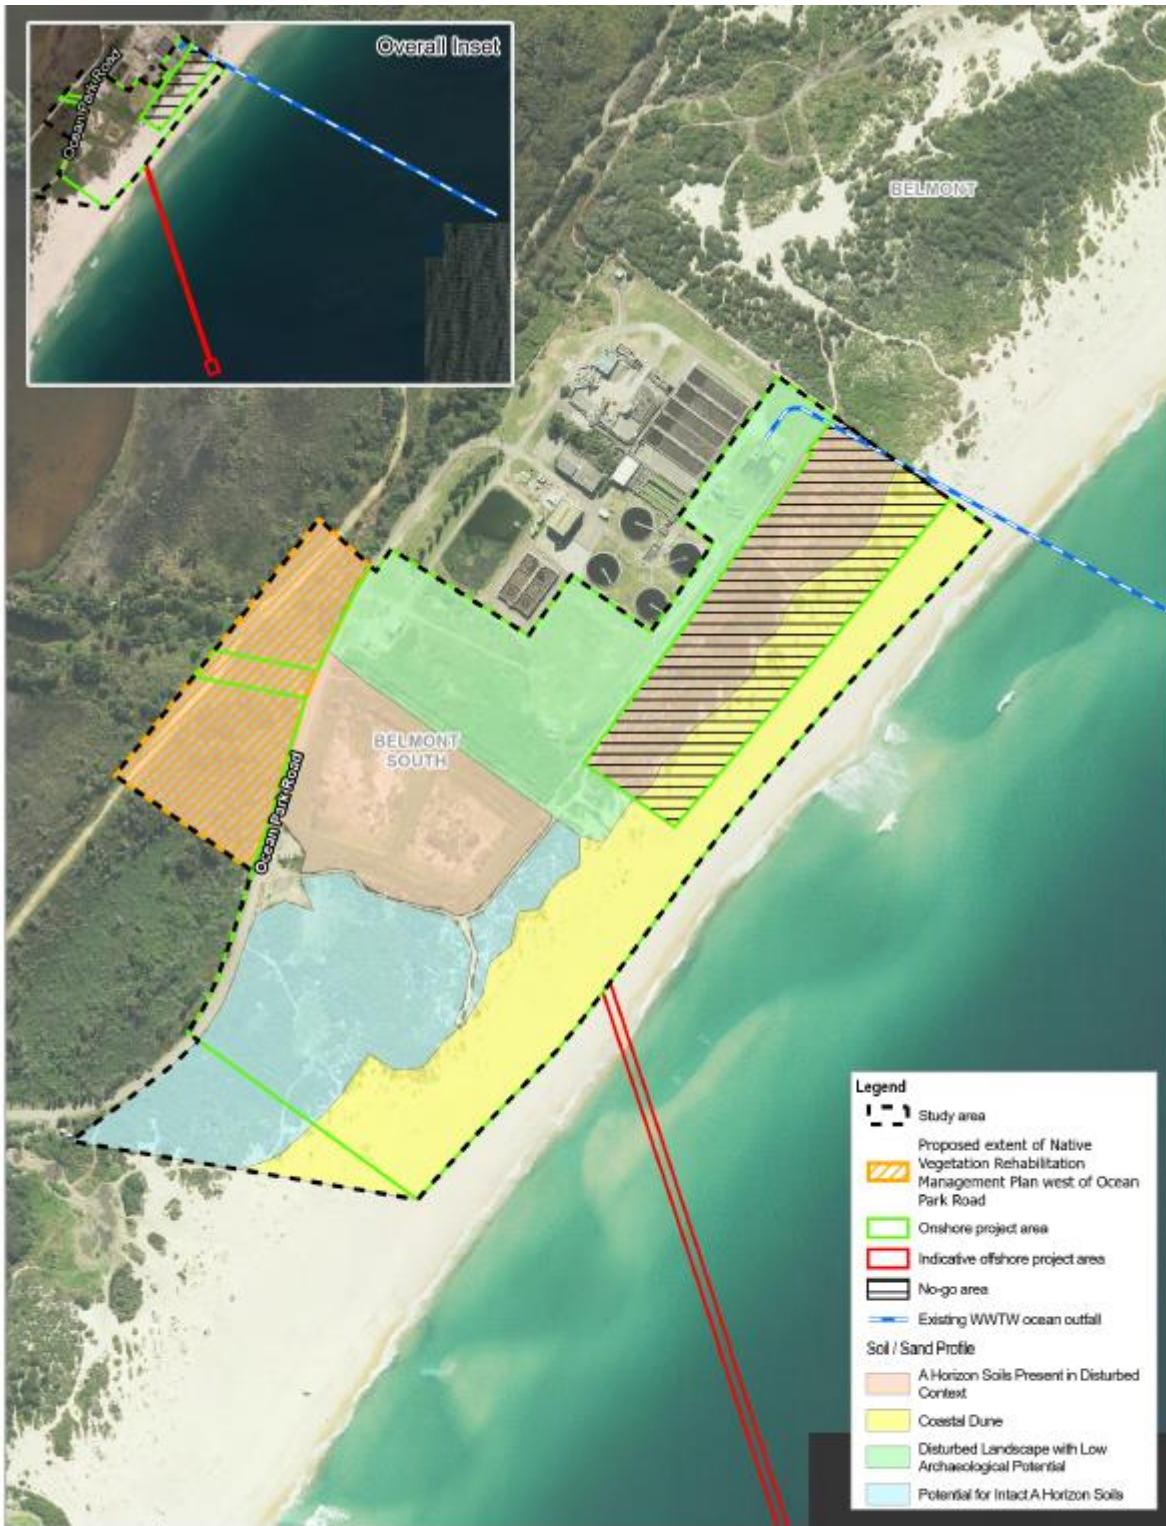 Overall Inset
Ocean Park Road
BELMONT
BELMONT
SOUTH
Ocean Park Road
Legend
Study area
Proposed extent of Native
Vegetation Rehabilitation
Management Plan west of Ocean
Park Road
Onshore project area
Indicative offshore project area
No-go area
Existing WWTW ocean outfall
Soil / Sand Profile
A Horizon Soils Present in Disturbed
Context
Coastal Dune
Disturbed Landscape with Low
Archaeological Potential
Potential for Intact A Horizon Soils